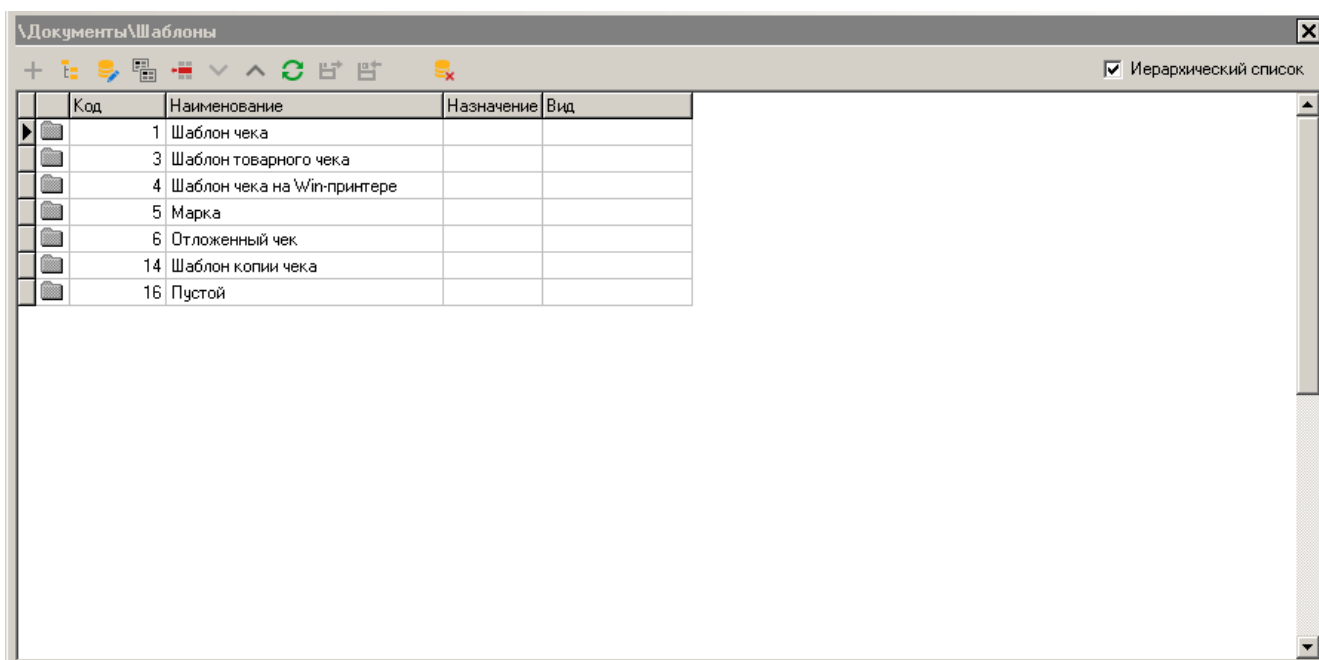 \Документы\Шаблоны
Иерархический список
Код Наименование Назначение Вид
1 Шаблон чека
3 Шаблон товарного чека
4 Шаблон чека на Win-принтере
5 Марка
6 Отложенный чек
14 Шаблон копии чека
16 Пустой